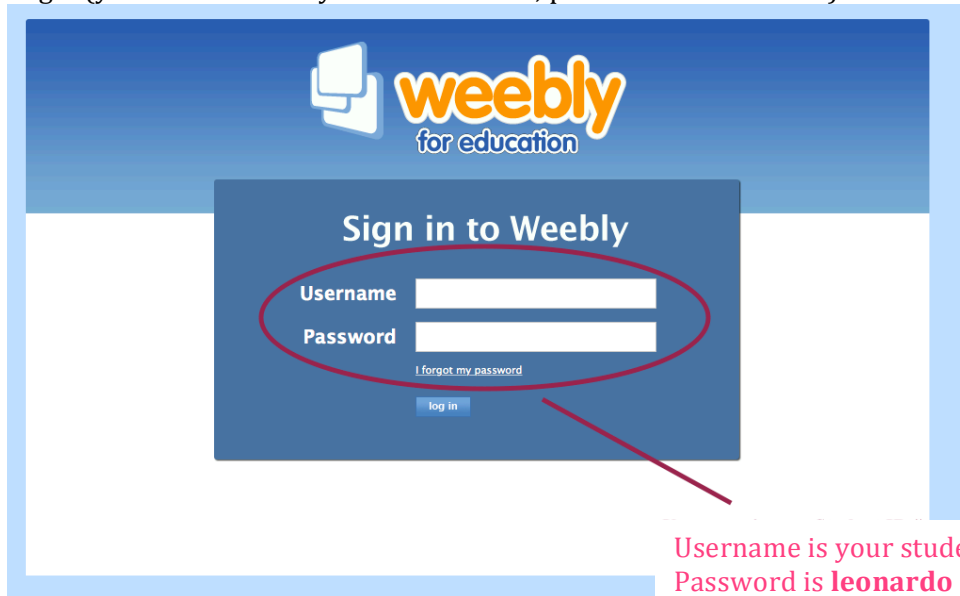 weebly
for education
Sign in to Weebly
Username
Password
I forgot my password
log in
Username is your
Password is leonardo